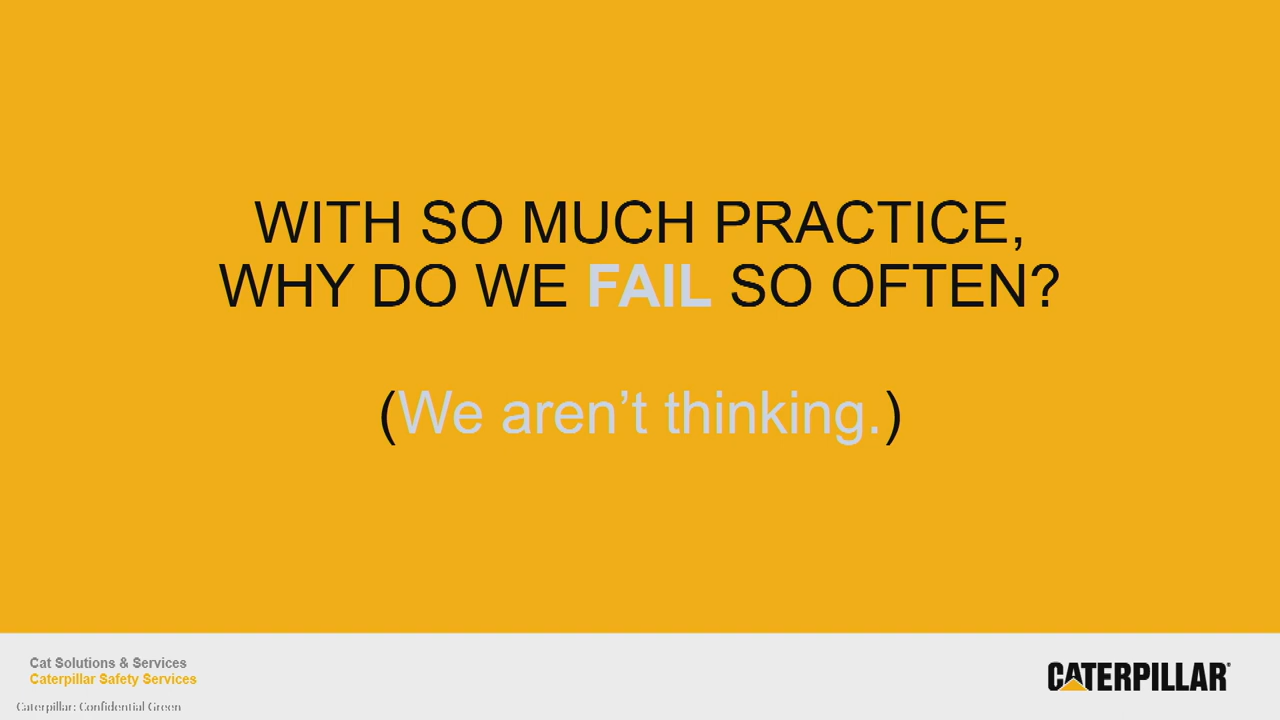 WITH SO MUCH PRACTICE,
WHY DO WE FAIL SO OFTEN?
(We aren't thinking.)
Cat Solutions & Services
Caterpillar Safety Services
Caterpillar: Confidential Green
CATERPILLAR®